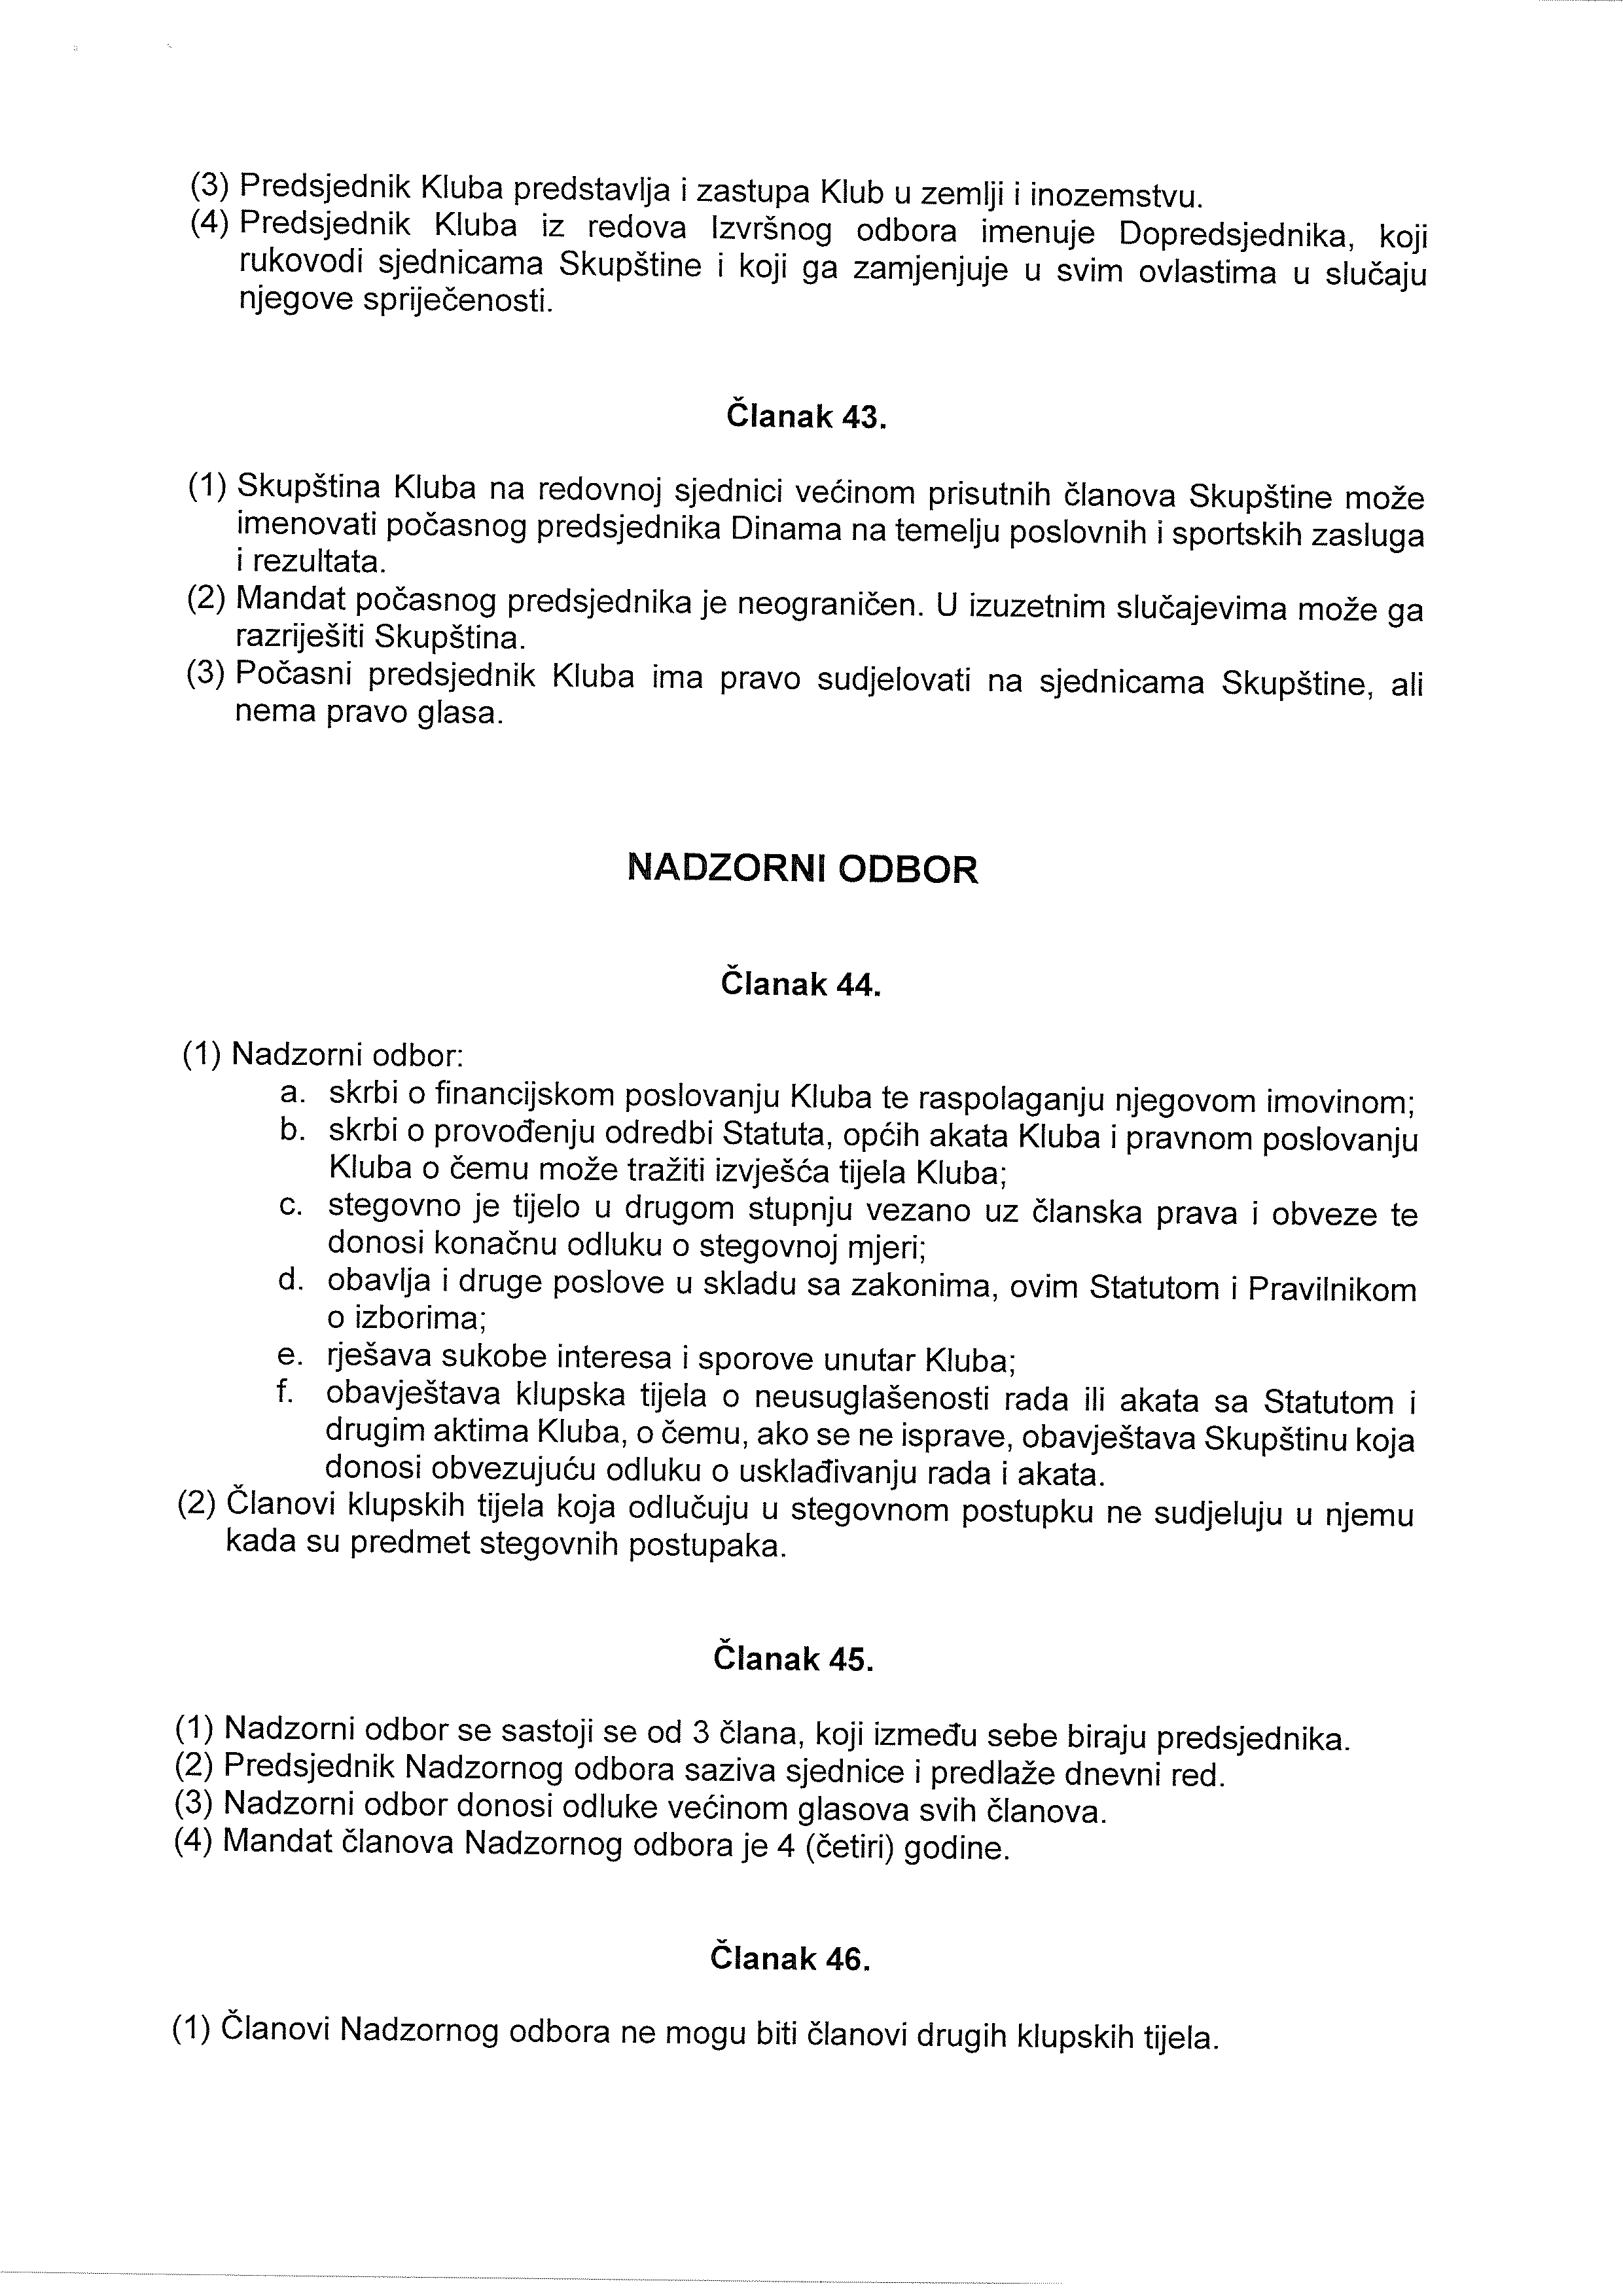 (3) Predsjednik Kluba predstavlja i zastupa Klub u zemlji i inozemstvu.
(4) Predsjednik Kluba iz redova Izvršnog odbora imenuje Dopredsjednika, koji
rukovodi sjednicama Skupštine i koji ga zamjenjuje u svim ovlastima u slučaju
njegove spriječenosti.
Članak 43.
(1) Skupština Kluba na redovnoj sjednici većinom prisutnih članova Skupštine može
imenovati počasnog predsjednika Dinama na temelju poslovnih i sportskih zasluga
i rezultata.
(2) Mandat počasnog predsjednika je neograničen. U izuzetnim slučajevima može ga
razriješiti Skupština.
(3) Počasni predsjednik Kluba ima pravo sudjelovati na sjednicama Skupštine, ali
nema pravo glasa.
NADZORNI ODBOR
Članak 44.
(1) Nadzorni odbor:
a. skrbi o financijskom poslovanju Kluba te raspolaganju njegovom imovinom;
b. skrbi o provođenju odredbi Statuta, općih akata Kluba i pravnom poslovanju
Kluba o čemu može tražiti izvješća tijela Kluba;
c. stegovno je tijelo u drugom stupnju vezano uz članska prava i obveze te
donosi konačnu odluku o stegovnoj mjeri;
d. obavlja i druge poslove u skladu sa zakonima, ovim Statutom i Pravilnikom
o izborima;
e. rješava sukobe interesa i sporove unutar Kluba;
f. obavještava klupska tijela o neusuglašenosti rada ili akata sa Statutom i
drugim aktima Kluba, o čemu, ako se ne isprave, obavještava Skupštinu koja
donosi obvezujuću odluku o usklađivanju rada i akata.
(2) Članovi klupskih tijela koja odlučuju u stegovnom postupku ne sudjeluju u njemu
kada su predmet stegovnih postupaka.
Članak 45.
(1) Nadzorni odbor se sastoji se od 3 člana, koji između sebe biraju predsjednika.
(2) Predsjednik Nadzornog odbora saziva sjednice i predlaže dnevni red.
(3) Nadzorni odbor donosi odluke većinom glasova svih članova.
(4) Mandat članova Nadzornog odbora je 4 (četiri) godine.
Članak 46.
(1) Članovi Nadzornog odbora ne mogu biti članovi drugih klupskih tijela.